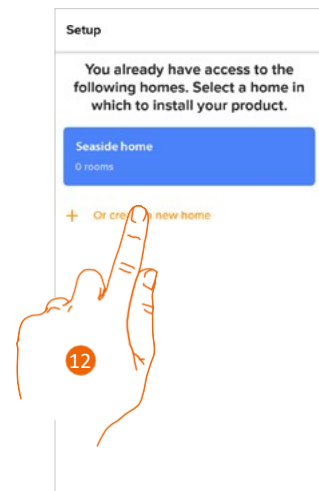 Setup
You already have access to the
following homes. Select a home in
which to install your product.
Seaside home
0 rooms
+ Or cre new home
12